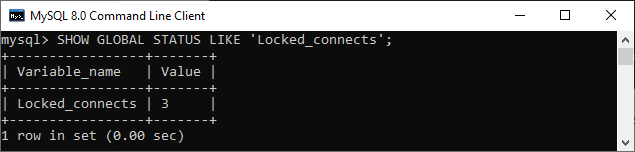 MySQL 8.0 Command Line Client
mysql> SHOW GLOBAL STATUS LIKE 'Locked_connects';
+-----------------+-------+
| Variable_name   | Value |
+-----------------+-------+
| Locked_connects | 3     |
+-----------------+-------+
1 row in set (0.00 sec)